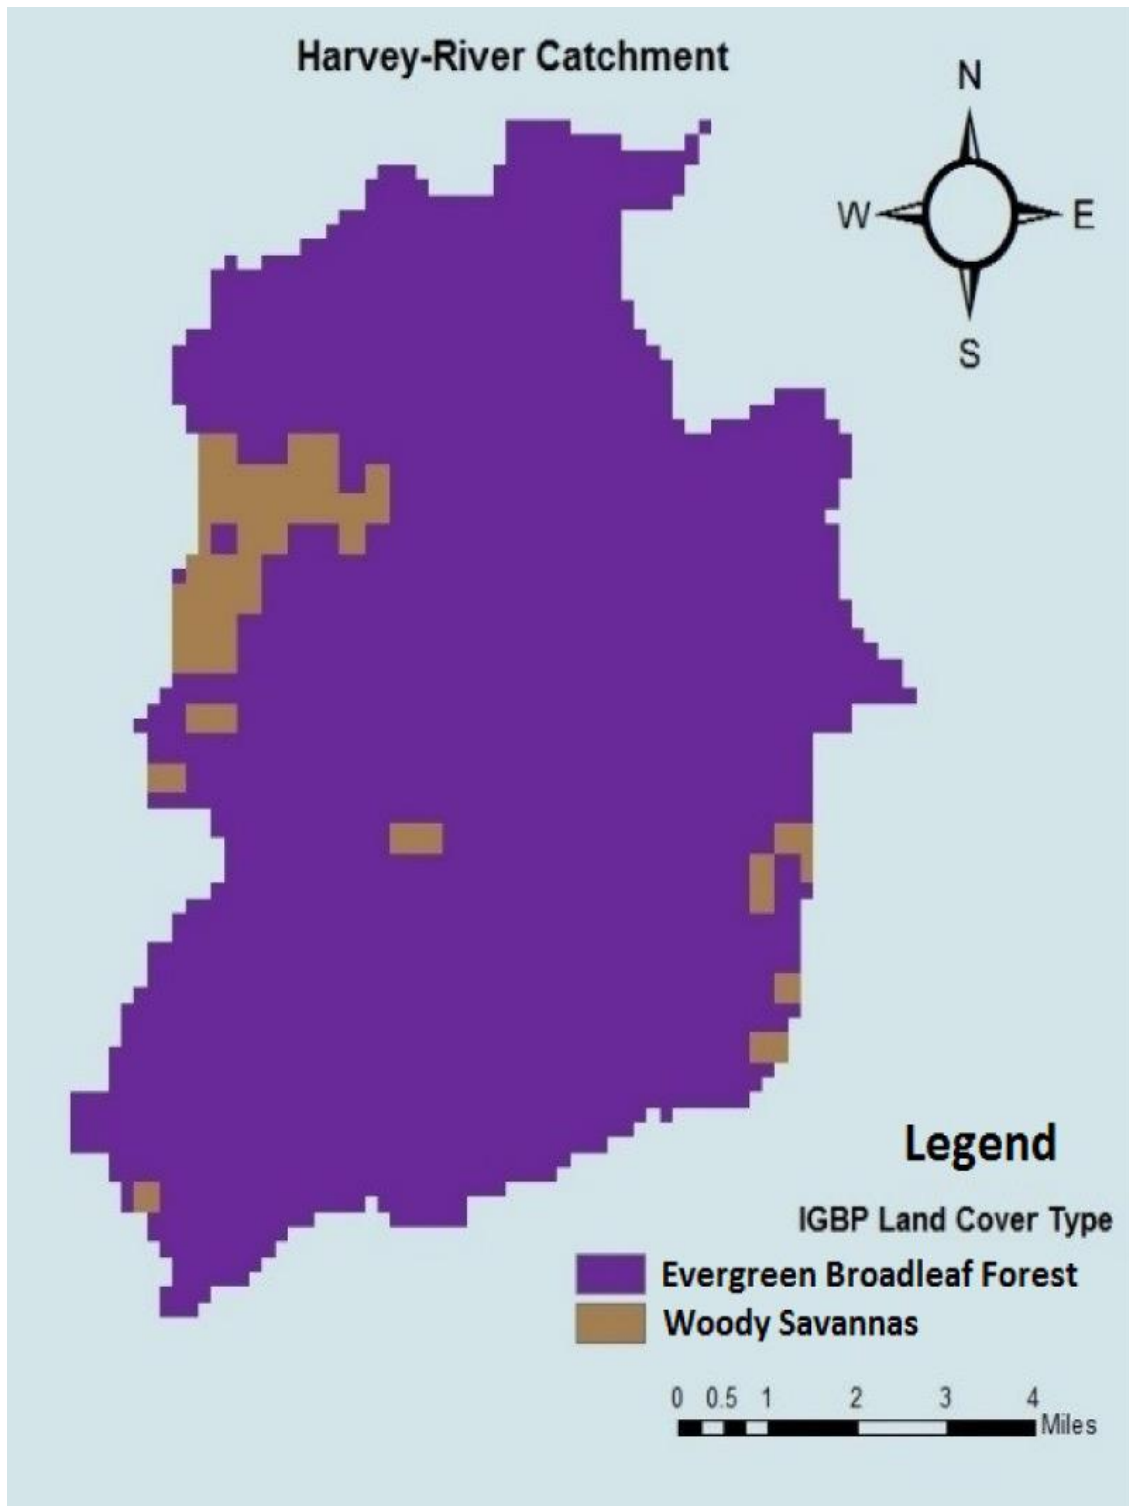 Harvey-River Catchment
N
W E
S
Legend
IGBP Land Cover Type
Evergreen Broadleaf Forest
Woody Savannas
0 0.5 1 2 3 4
Miles